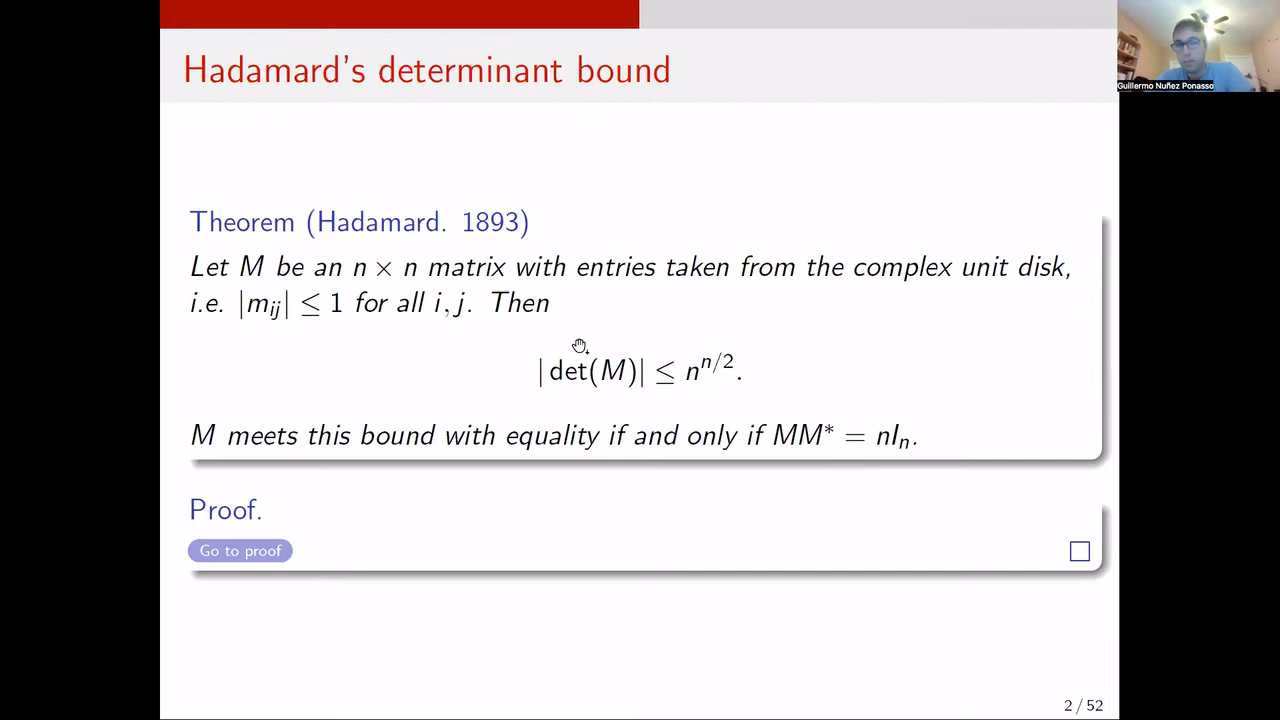 Hadamard's determinant bound
Guillermo Nuñez Ponasso
Theorem (Hadamard. 1893)
Let M be an n × n matrix with entries taken from the complex unit disk,
i.e. |m_{ij}| ≤ 1 for all i, j. Then
| det(M)| ≤ n^{n/2}.
M meets this bound with equality if and only if MM* = nI_n.
Proof.
Go to proof
2 / 52